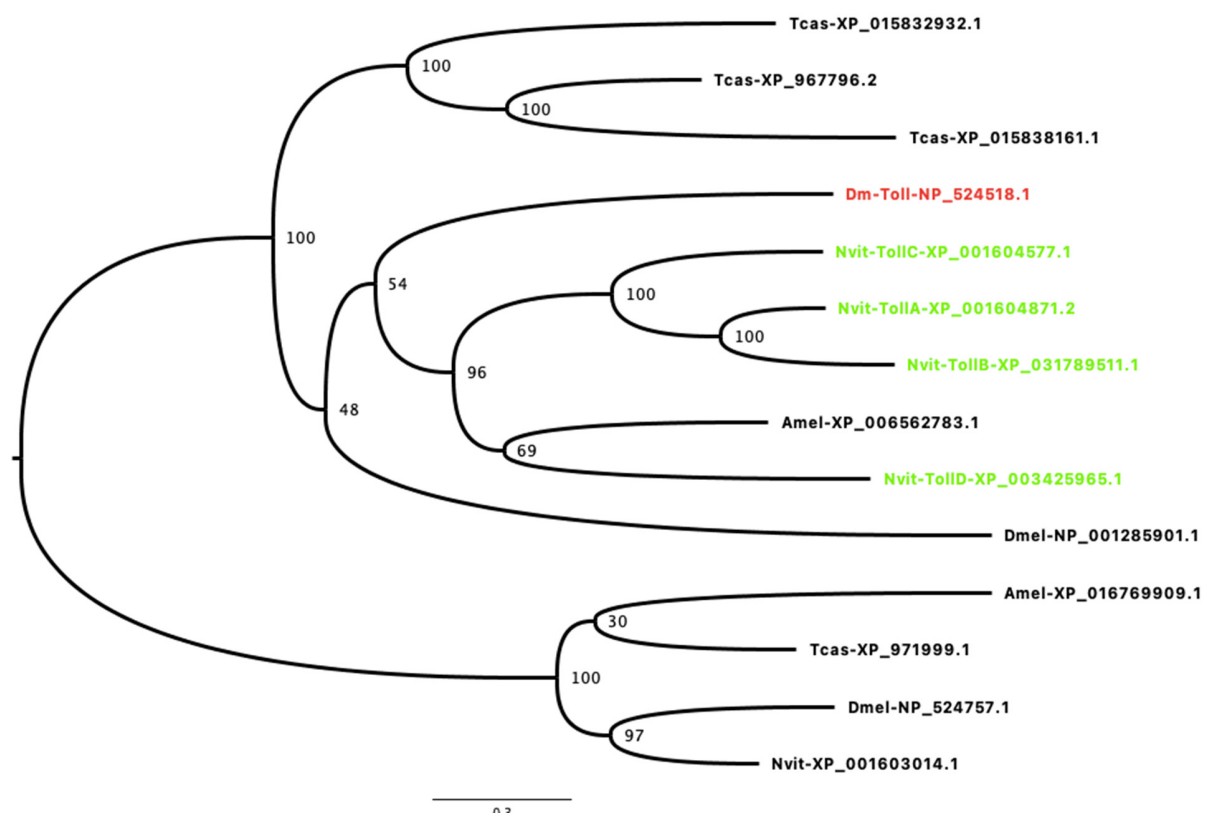 Tcas-XP_015832932.1
100
Tcas-XP_967796.2
100
Tcas-XP_015838161.1
Dm-Toll-NP_524518.1
100
Nvit-TollC-XP_001604577.1
54
100
Nvit-TollA-XP_001604871.2
100
Nvit-TollB-XP_031789511.1
96
48
Amel-XP_006562783.1
69
Nvit-TollD-XP_003425965.1
Dmel-NP_001285901.1
Amel-XP_016769909.1
30
Tcas-XP_971999.1
100
Dmel-NP_524757.1
97
Nvit-XP_001603014.1
0.3